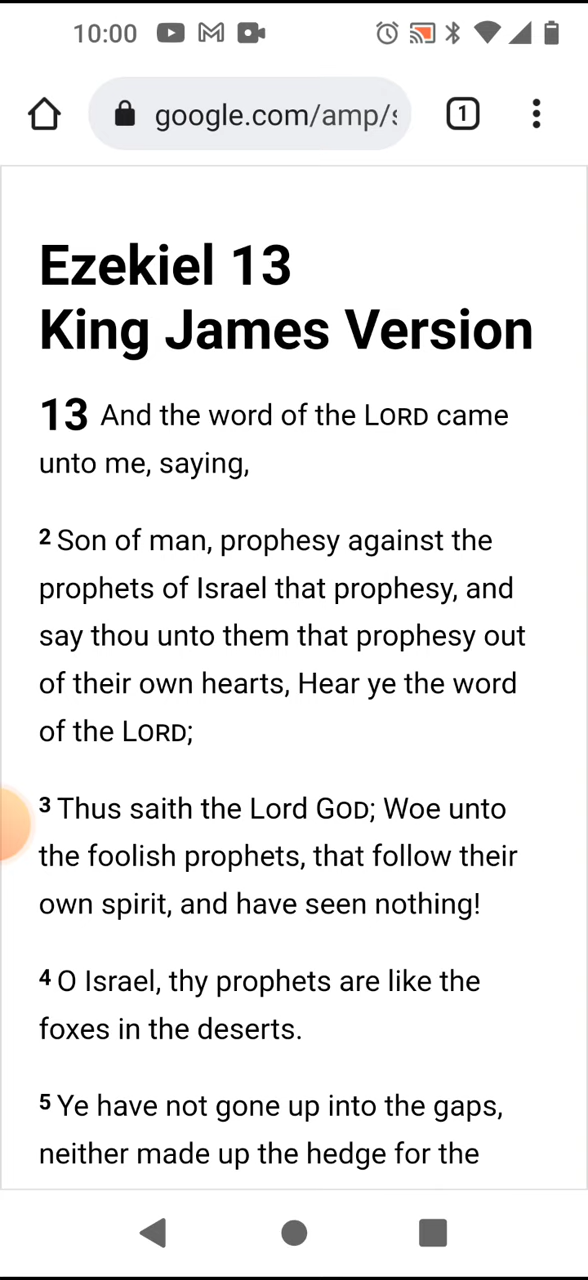 10:00
google.com/amp/s
1
Ezekiel 13
King James Version
13 And the word of the LORD came
unto me, saying,
2 Son of man, prophesy against the
prophets of Israel that prophesy, and
say thou unto them that prophesy out
of their own hearts, Hear ye the word
of the LORD;
3 Thus saith the Lord GOD; Woe unto
the foolish prophets, that follow their
own spirit, and have seen nothing!
4 O Israel, thy prophets are like the
foxes in the deserts.
5 Ye have not gone up into the gaps,
neither made up the hedge for the